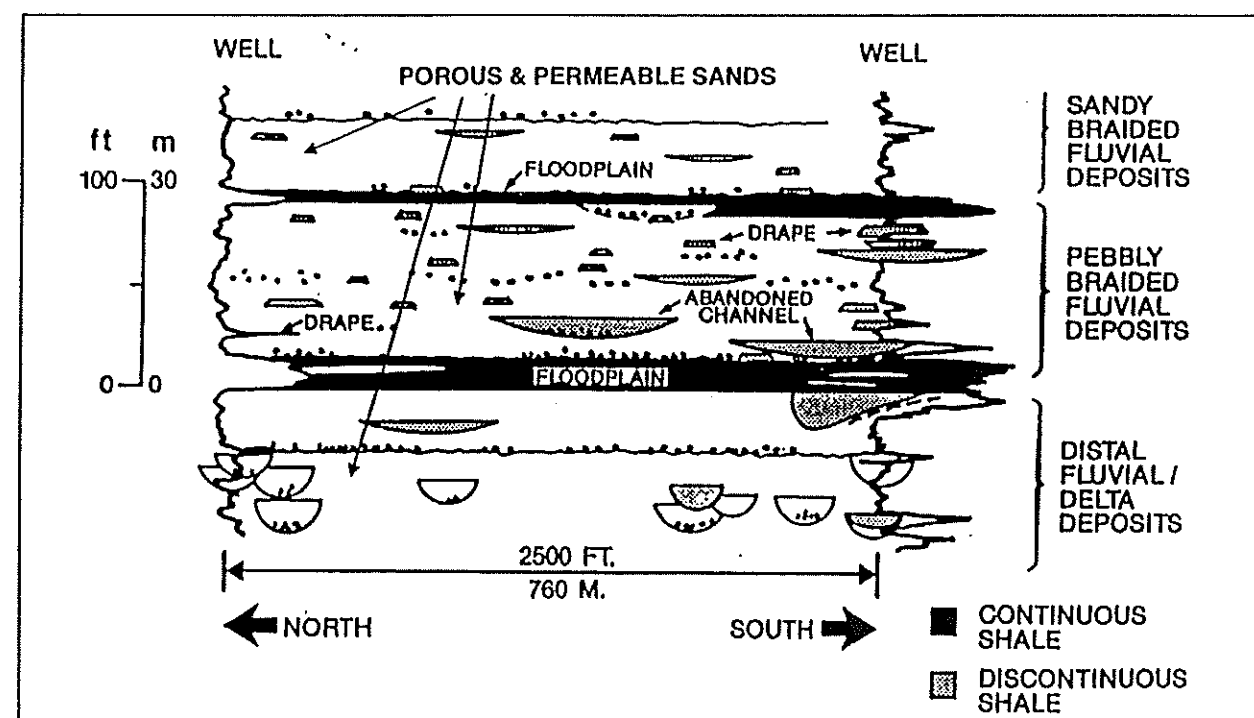 WELL
WELL
POROUS & PERMEABLE SANDS
SANDY
BRAIDED
FLUVIAL
DEPOSITS
ft m
FLOODPLAIN
100 30
DRAPE
PEBBLY
BRAIDED
FLUVIAL
DEPOSITS
ABANDONED
CHANNEL
DRAPE
0 0
FLOODPLAIN
DISTAL
FLUVIAL /
DELTA
DEPOSITS
2500 FT.
760 M.
NORTH
SOUTH
CONTINUOUS
SHALE
DISCONTINUOUS
SHALE